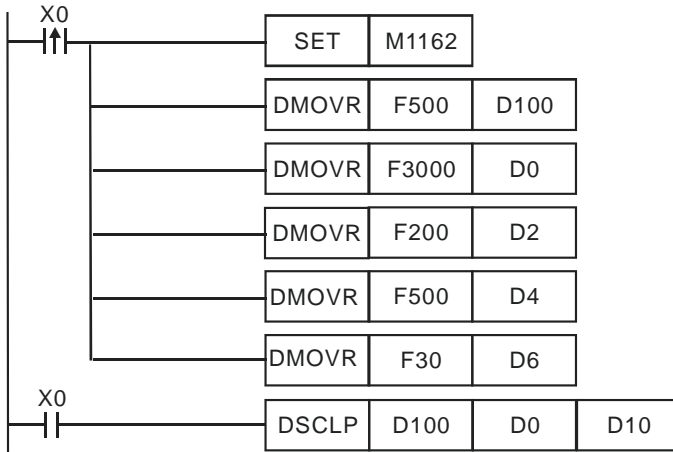 X0
SET M1162
DMOVR F500 D100
DMOVR F3000 D0
DMOVR F200 D2
DMOVR F500 D4
DMOVR F30 D6
X0
DSCLP D100 D0 D10